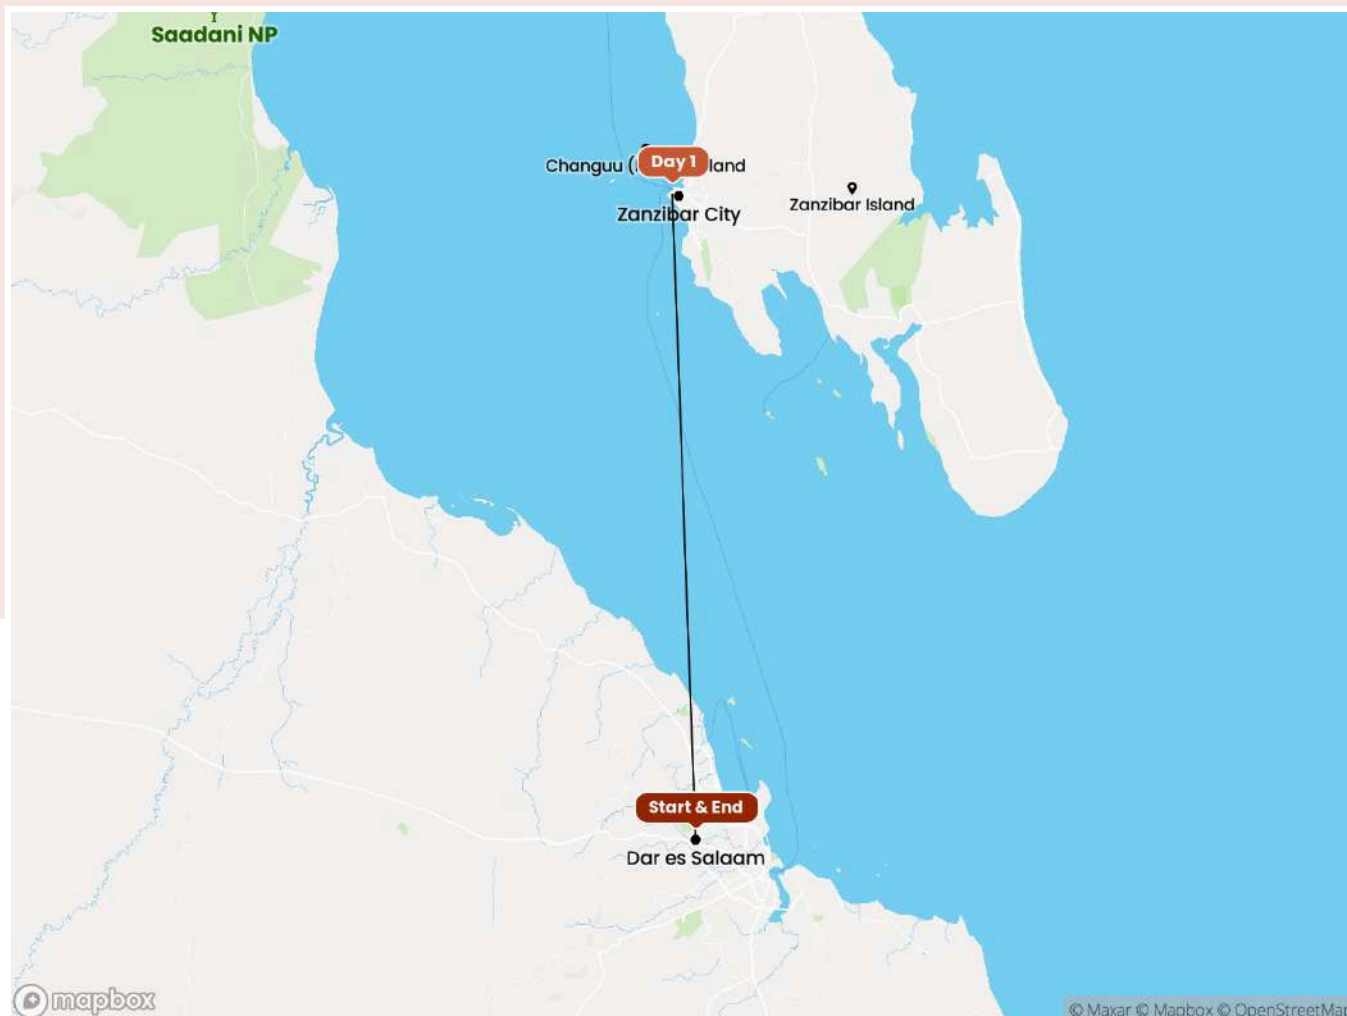 Saadani NP
Day 1
Changuu ( land
Zanzibar City
Zanzibar Island
Start & End
Dar es Salaam
mapbox
© Maxar © Mapbox © OpenStreetMap